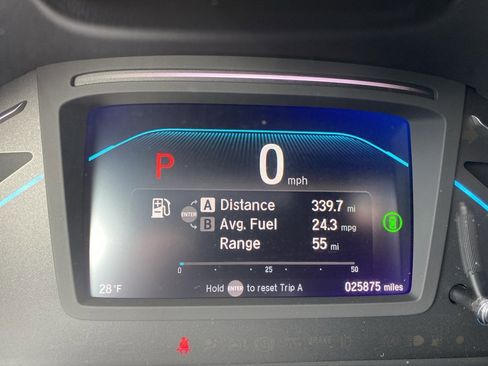 P 0 mph
A Distance 339.7 mi
ENTER B Avg. Fuel 24.3 mpg
Range 55 mi
0 25 50
28°F Hold ENTER to reset Trip A 025875 miles